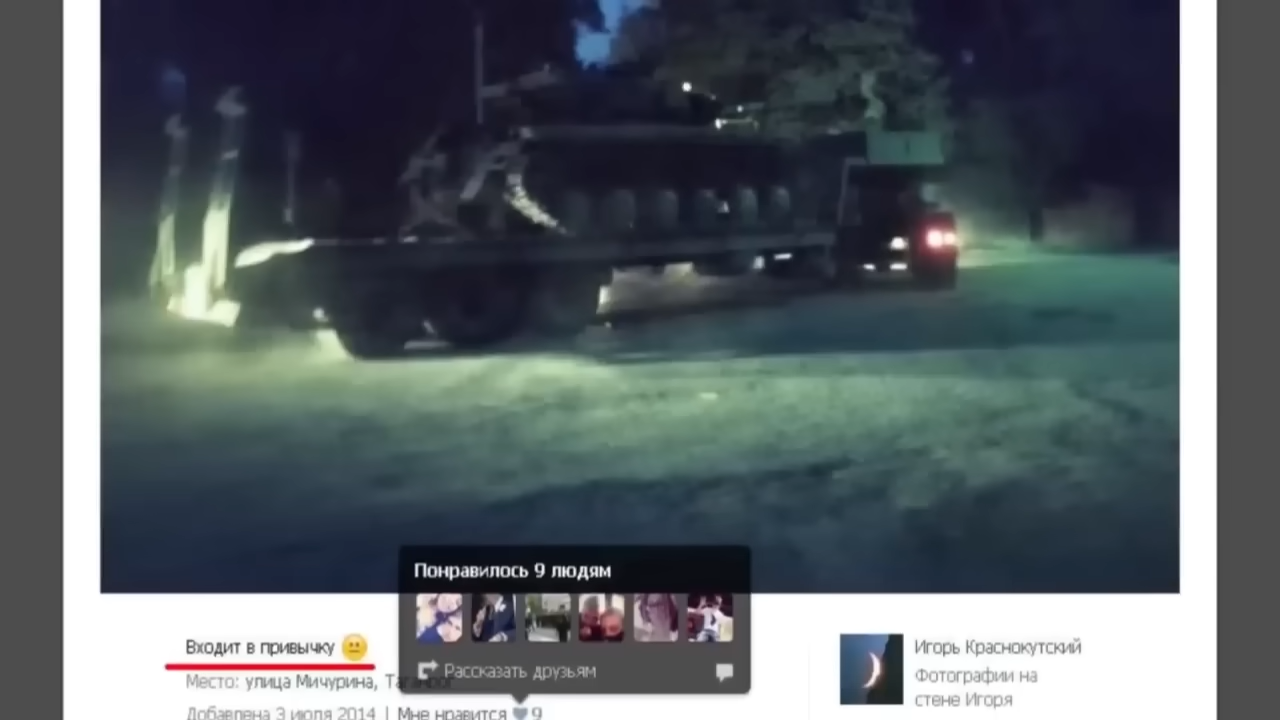 Понравилось 9 людям
Входит в привычку
Рассказать друзьям
Место: улица Мичурина, Таганрог
Добавлена 3 июля 2014 | Мне нравится 9
Игорь Краснокутский
Фотографии на
стене Игоря